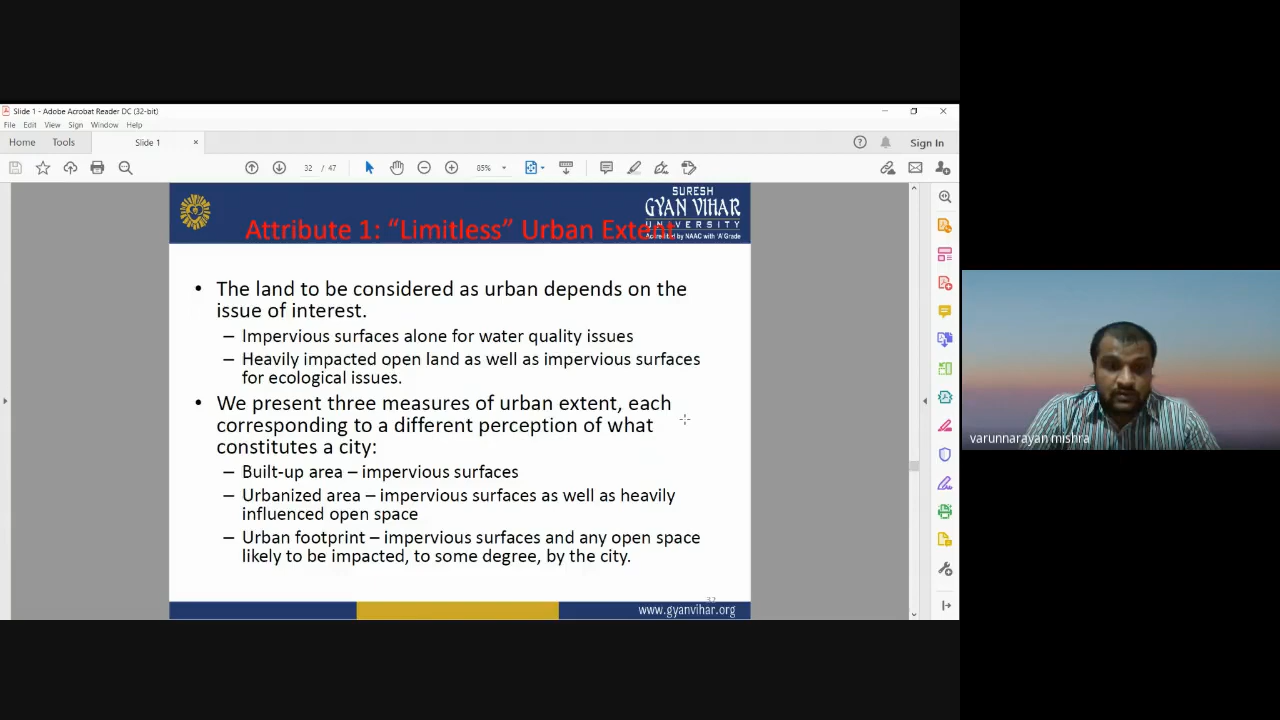 Slide 1 - Adobe Acrobat Reader DC (32-bit)
File Edit View Sign Window Help
Home Tools Slide 1 × Sign In
32 / 47 85%
SURESH
GYAN VIHAR
UNIVERSITY
Accredited by NAAC with 'A' Grade
Attribute 1: “Limitless” Urban Extent
• The land to be considered as urban depends on the
issue of interest.
– Impervious surfaces alone for water quality issues
– Heavily impacted open land as well as impervious surfaces
for ecological issues.
• We present three measures of urban extent, each
corresponding to a different perception of what
constitutes a city:
– Built-up area – impervious surfaces
– Urbanized area – impervious surfaces as well as heavily
influenced open space
– Urban footprint – impervious surfaces and any open space
likely to be impacted, to some degree, by the city.
32
www.gyanvihar.org
varunnarayan mishra